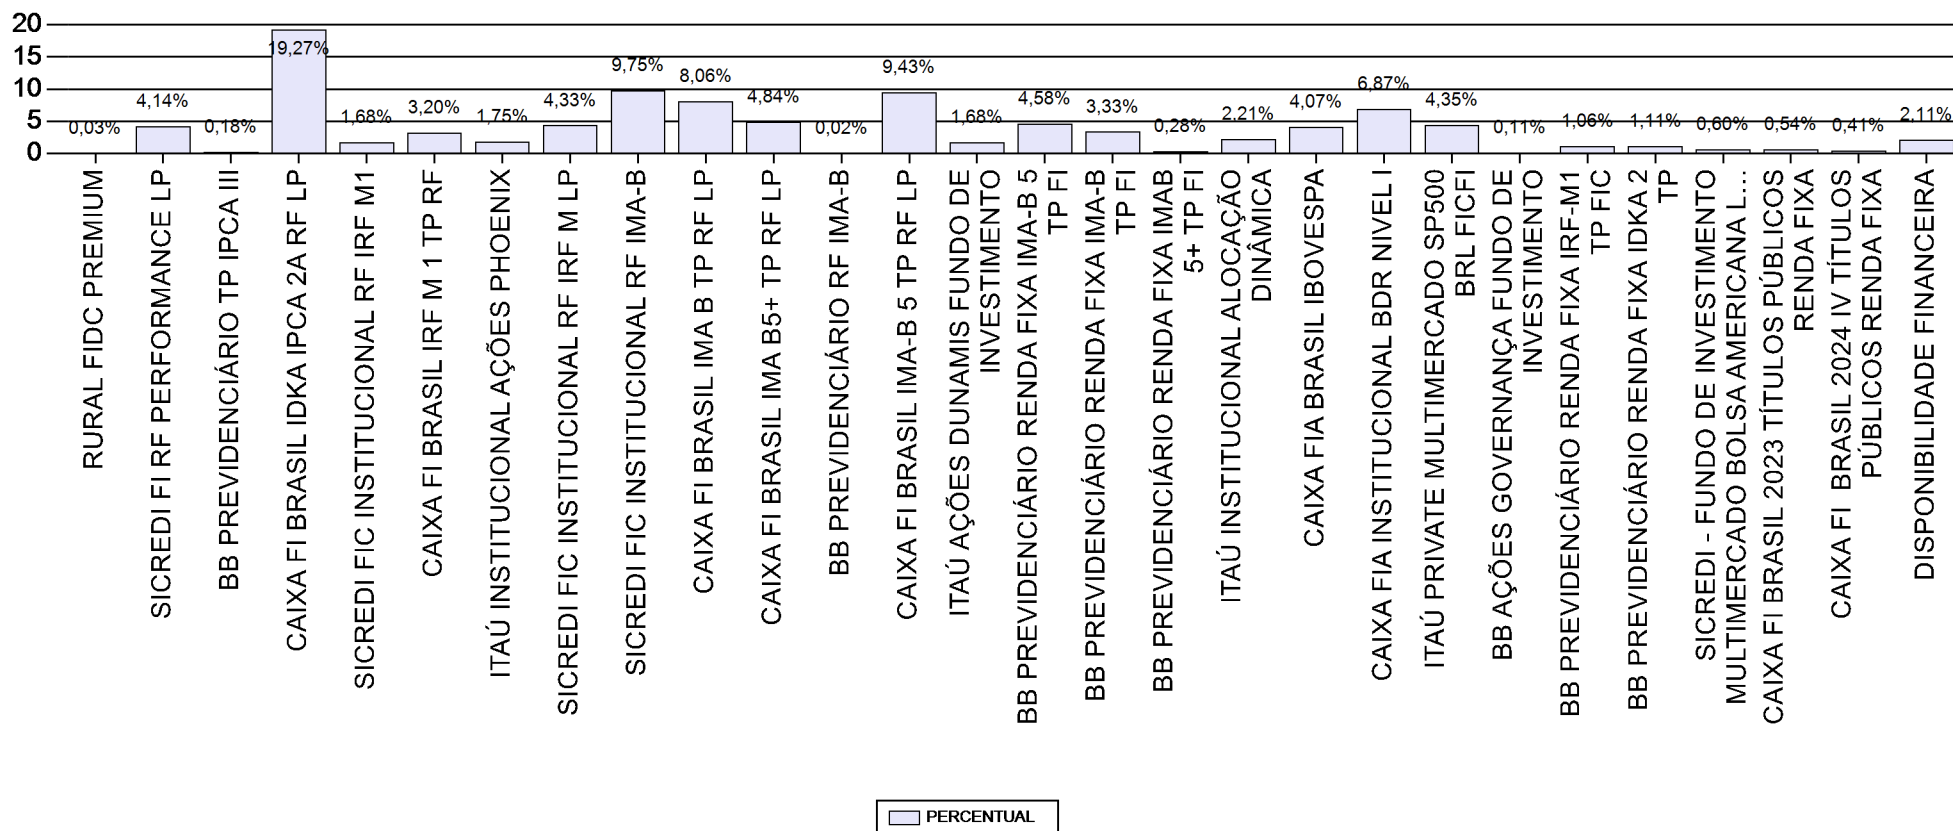 20
15
10
5
0
0,03%
4,14%
0,18%
19,27%
1,68%
3,20%
1,75%
4,33%
9,75%
8,06%
4,84%
0,02%
9,43%
1,68%
4,58%
3,33%
0,28%
2,21%
4,07%
6,87%
4,35%
0,11%
1,06%
1,11%
0,60%
0,54%
0,41%
2,11%
RURAL FIDC PREMIUM
SICREDI FI RF PERFORMANCE LP
BB PREVIDENCIÁRIO TP IPCA III
CAIXA FI BRASIL IDKA IPCA 2A RF LP
SICREDI FIC INSTITUCIONAL RF IRF M1
CAIXA FI BRASIL IRF M 1 TP RF
ITAÚ INSTITUCIONAL AÇÕES PHOENIX
SICREDI FIC INSTITUCIONAL RF IRF M LP
SICREDI FIC INSTITUCIONAL RF IMA-B
CAIXA FI BRASIL IMA B TP RF LP
CAIXA FI BRASIL IMA B5+ TP RF LP
BB PREVIDENCIÁRIO RF IMA-B
CAIXA FI BRASIL IMA-B 5 TP RF LP
ITAÚ AÇÕES DUNAMIS FUNDO DE
INVESTIMENTO
BB PREVIDENCIÁRIO RENDA FIXA IMA-B 5
TP FI
BB PREVIDENCIÁRIO RENDA FIXA IMA-B
TP FI
BB PREVIDENCIÁRIO RENDA FIXA IMAB
5+ TP FI
ITAÚ INSTITUCIONAL ALOCAÇÃO
DINÂMICA
CAIXA FIA BRASIL IBOVESPA
CAIXA FIA INSTITUCIONAL BDR NIVEL I
ITAÚ PRIVATE MULTIMERCADO SP500
BRL FICFI
BB AÇÕES GOVERNANÇA FUNDO DE
INVESTIMENTO
BB PREVIDENCIÁRIO RENDA FIXA IRF-M1
TP FIC
BB PREVIDENCIÁRIO RENDA FIXA IDKA 2
TP
SICREDI - FUNDO DE INVESTIMENTO
MULTIMERCADO BOLSA AMERICANA L...
CAIXA FI BRASIL 2023 TÍTULOS PÚBLICOS
RENDA FIXA
CAIXA FI  BRASIL 2024 IV TÍTULOS
PÚBLICOS RENDA FIXA
DISPONIBILIDADE FINANCEIRA
PERCENTUAL